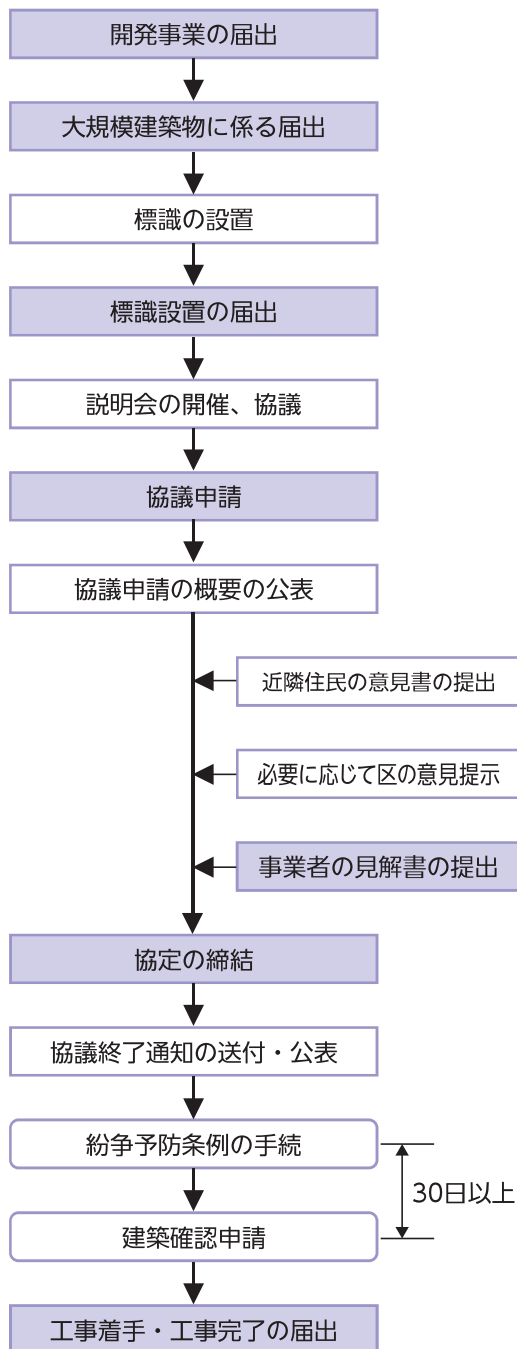 開発事業の届出
大規模建築物に係る届出
標識の設置
標識設置の届出
説明会の開催、協議
協議申請
協議申請の概要の公表
近隣住民の意見書の提出
必要に応じて区の意見提示
事業者の見解書の提出
協定の締結
協議終了通知の送付・公表
紛争予防条例の手続
30日以上
建築確認申請
工事着手・工事完了の届出